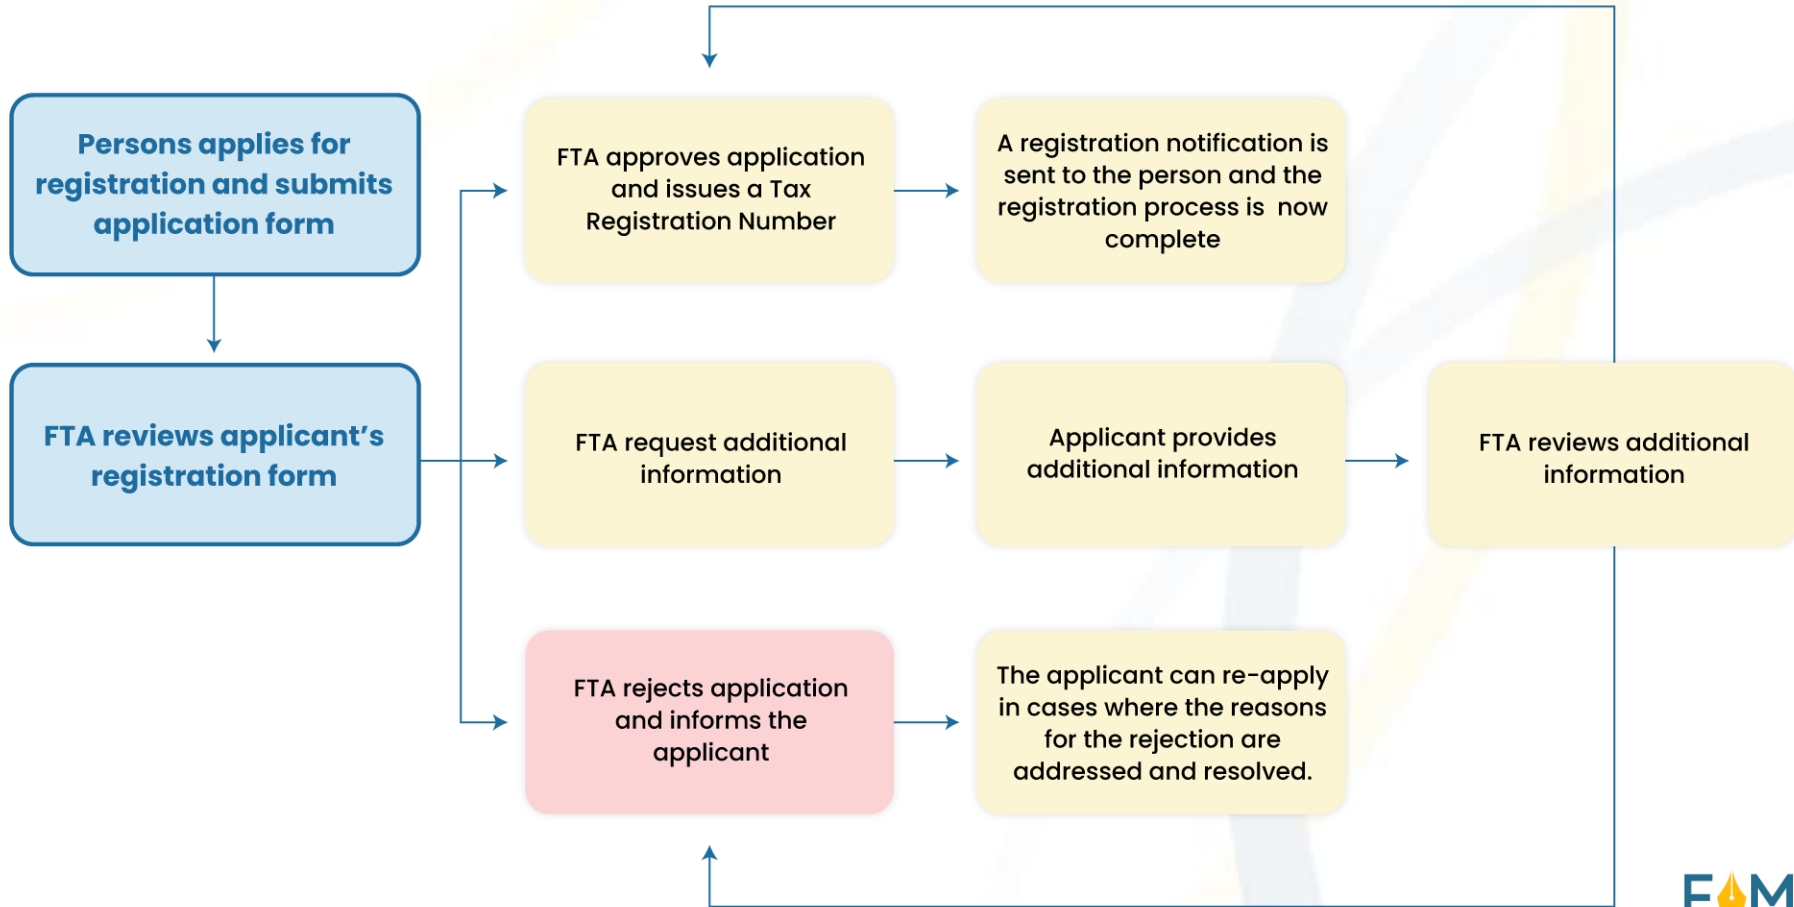 Persons applies for
registration and submits
application form
FTA approves application
and issues a Tax
Registration Number
A registration notification is
sent to the person and the
registration process is now
complete
FTA reviews applicant’s
registration form
FTA request additional
information
Applicant provides
additional information
FTA reviews additional
information
FTA rejects application
and informs the
applicant
The applicant can re-apply
in cases where the reasons
for the rejection are
addressed and resolved.